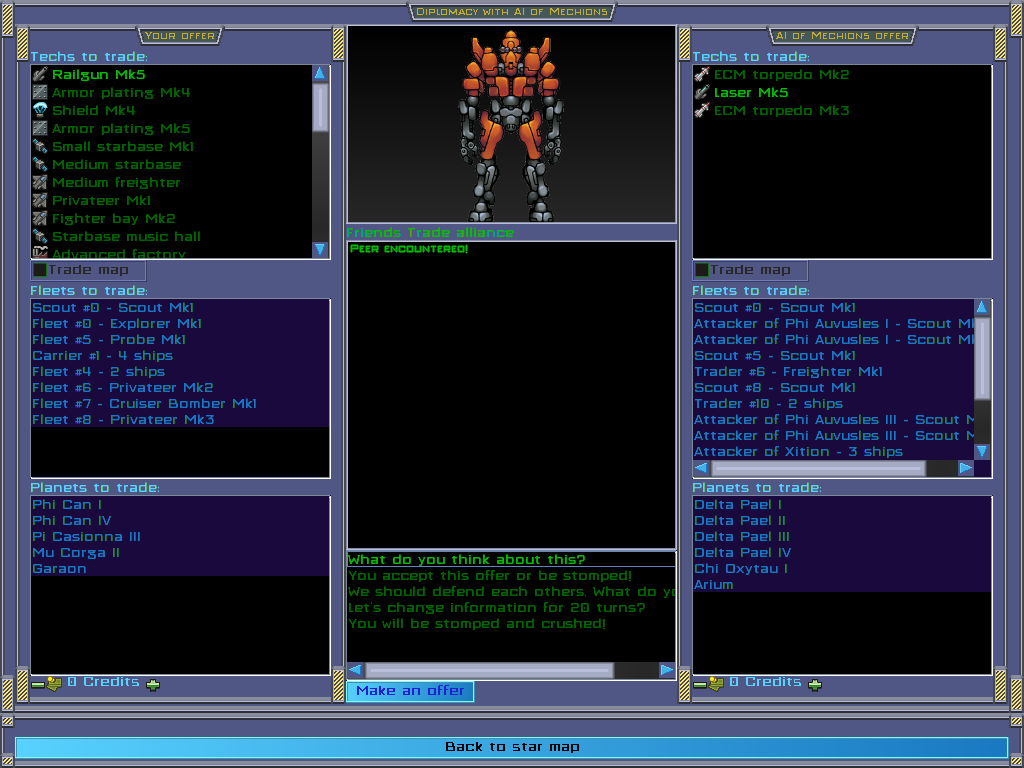 Diplomacy with AI of Mechions
Your offer
Techs to trade:
Railgun Mk5
Armor plating Mk4
Shield Mk4
Armor plating Mk5
Small starbase Mk1
Medium starbase
Medium freighter
Privateer Mk1
Fighter bay Mk2
Starbase music hall
Advanced factory
Trade map
Fleets to trade:
Scout #0 - Scout Mk1
Fleet #0 - Explorer Mk1
Fleet #5 - Probe Mk1
Carrier #1 - 4 ships
Fleet #4 - 2 ships
Fleet #6 - Privateer Mk2
Fleet #7 - Cruiser Bomber Mk1
Fleet #8 - Privateer Mk3
Planets to trade:
Phi Can I
Phi Can IV
Pi Casionna III
Mu Corga II
Garaon
0 Credits
Friends Trade alliance
Peer encountered!
What do you think about this?
You accept this offer or be stomped!
We should defend each others. What do yo
Let's change information for 20 turns?
You will be stomped and crushed!
Make an offer
AI of Mechions offer
Techs to trade:
ECM torpedo Mk2
Laser Mk5
ECM torpedo Mk3
Trade map
Fleets to trade:
Scout #0 - Scout Mk1
Attacker of Phi Auvusles I - Scout M
Attacker of Phi Auvusles I - Scout M
Scout #5 - Scout Mk1
Trader #6 - Freighter Mk1
Scout #8 - Scout Mk1
Trader #10 - 2 ships
Attacker of Phi Auvusles III - Scout M
Attacker of Phi Auvusles III - Scout M
Attacker of Xition - 3 ships
Planets to trade:
Delta Pael I
Delta Pael II
Delta Pael III
Delta Pael IV
Chi Oxytau I
Arium
0 Credits
Back to star map